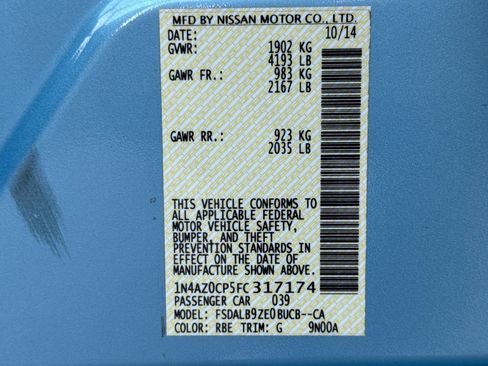 MFD BY NISSAN MOTOR CO., LTD.
DATE: 10/14
GVWR: 1902 KG
4193 LB
GAWR FR.: 983 KG
2167 LB
GAWR RR.: 923 KG
2035 LB
THIS VEHICLE CONFORMS TO
ALL APPLICABLE FEDERAL
MOTOR VEHICLE SAFETY,
BUMPER, AND THEFT
PREVENTION STANDARDS IN
EFFECT ON THE DATE OF
MANUFACTURE SHOWN ABOVE.
1N4AZ0CP5FC317174
PASSENGER CAR 039
MODEL: FSDALB9ZE0BUCB--CA
COLOR: RBE TRIM: G 9N00A